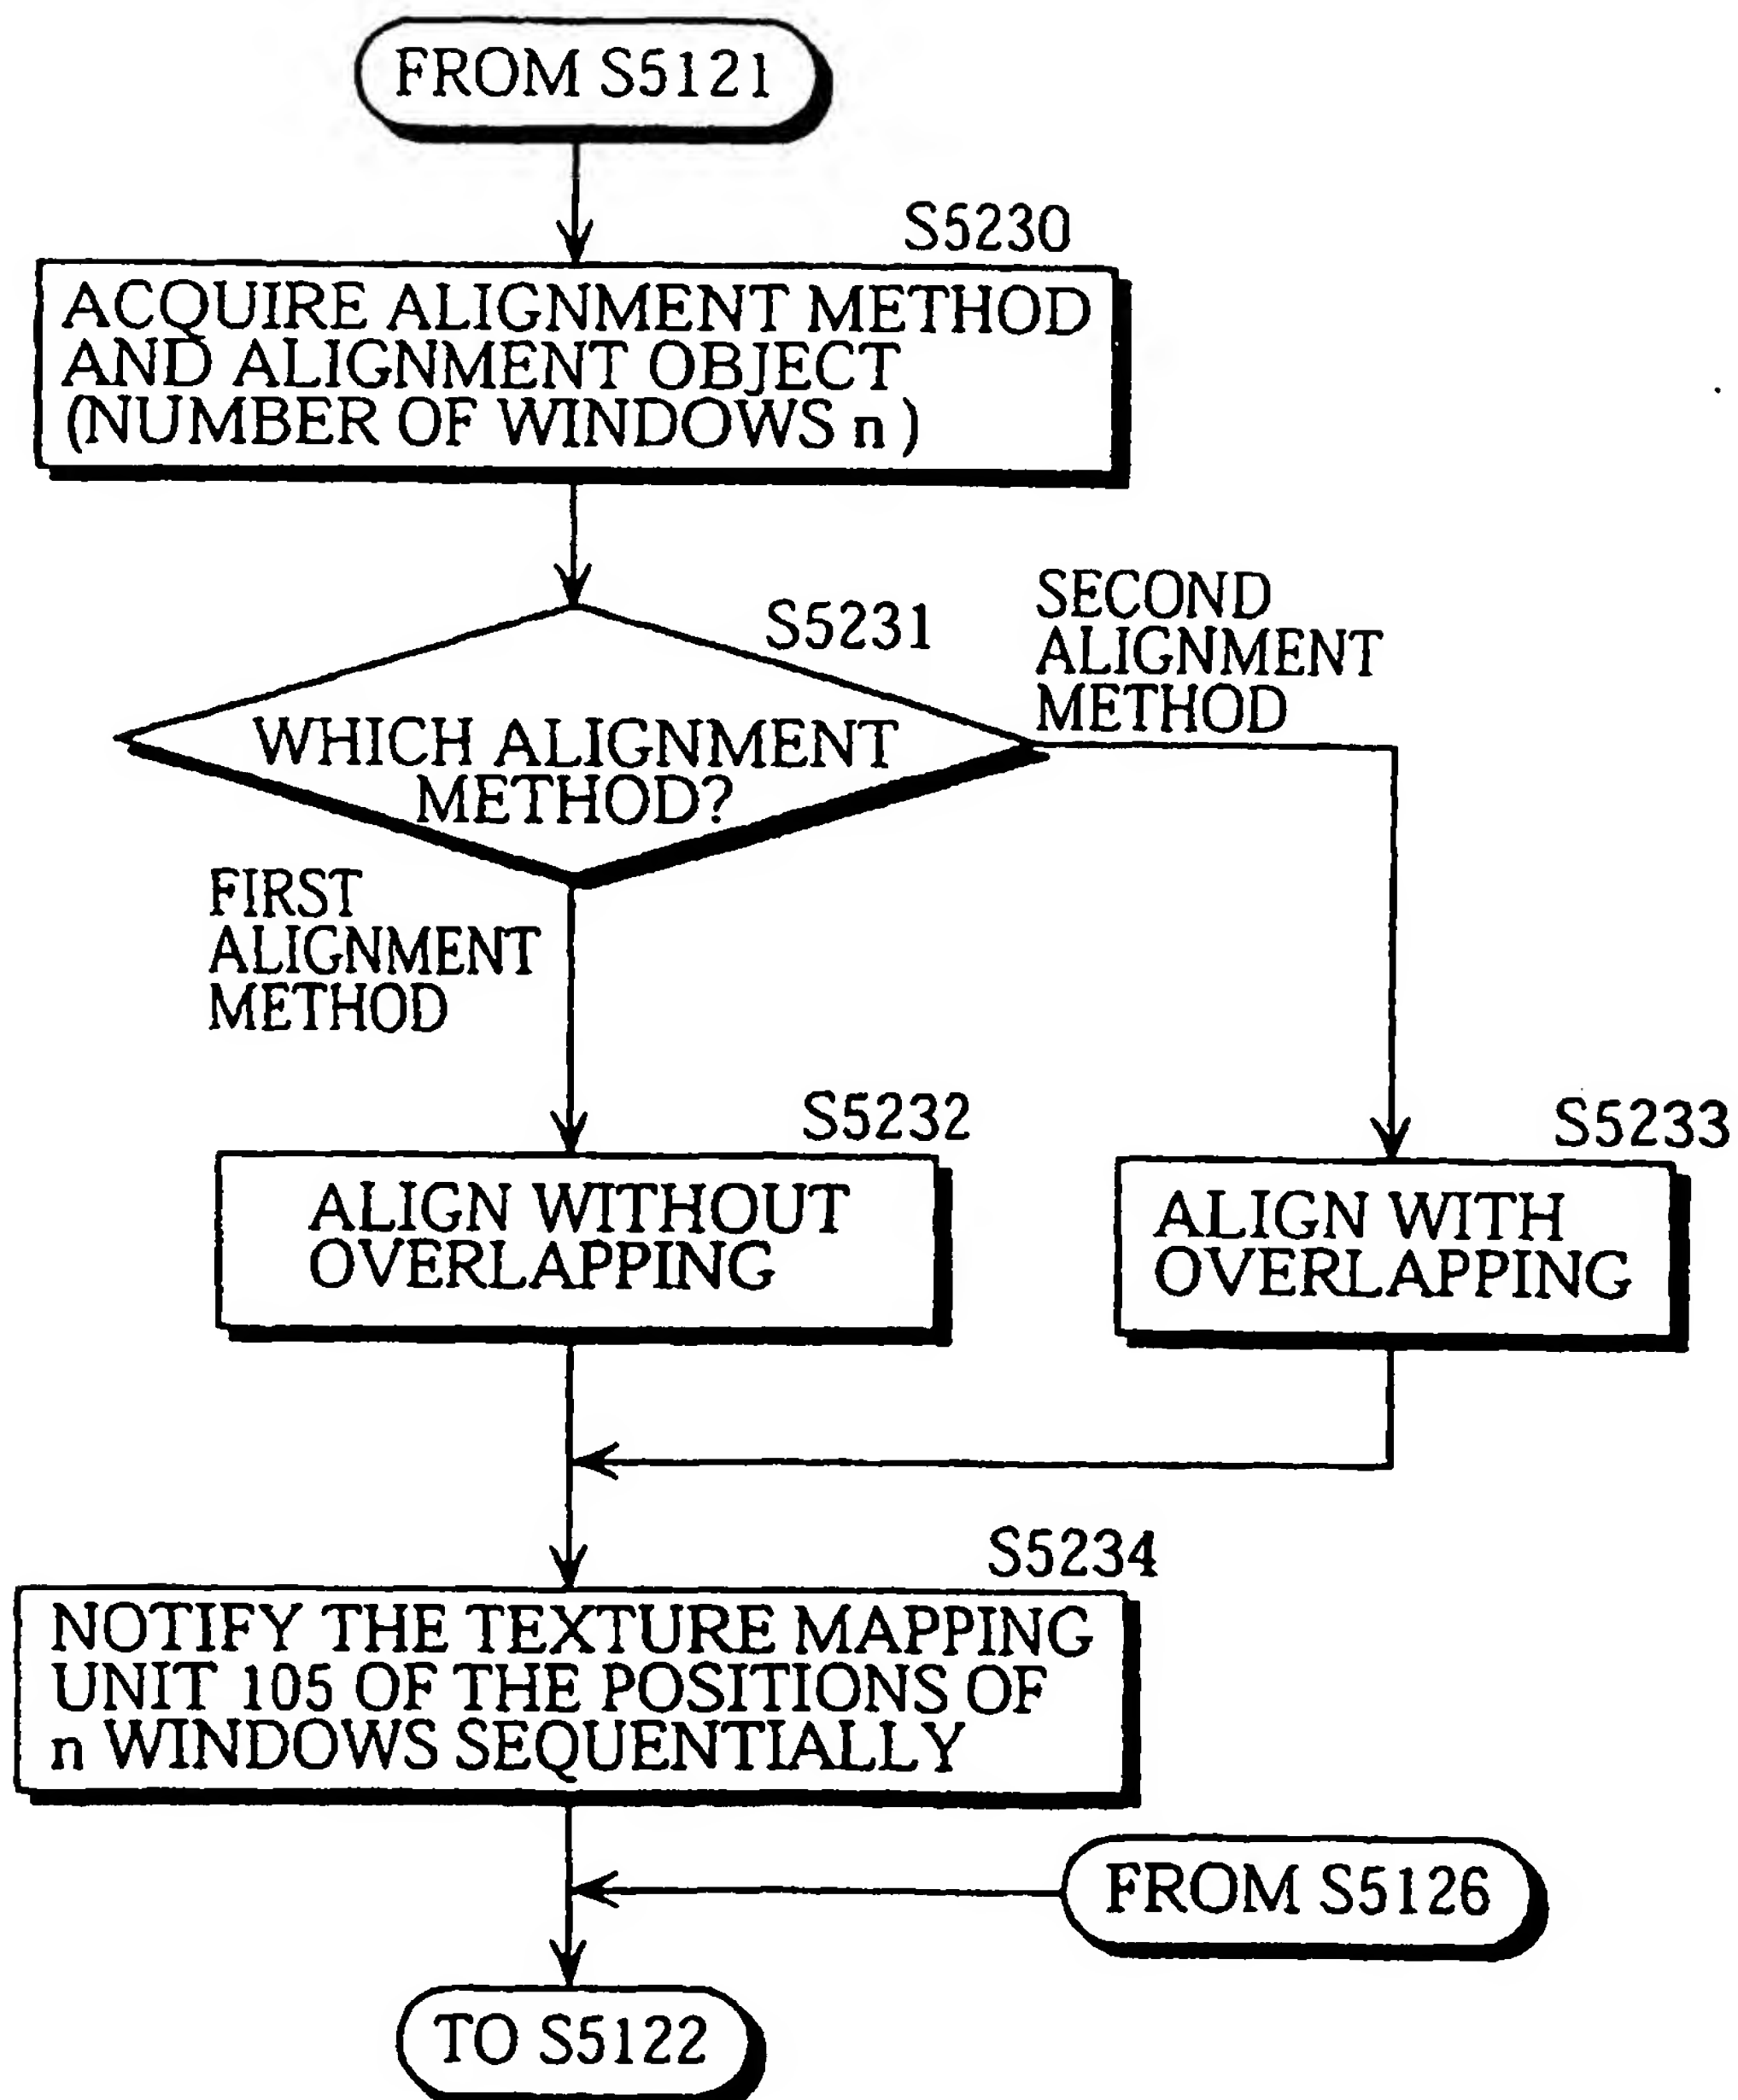 FROM S5121
S5230
ACQUIRE ALIGNMENT METHOD
AND ALIGNMENT OBJECT
(NUMBER OF WINDOWS n )
S5231
WHICH ALIGNMENT
METHOD?
SECOND
ALIGNMENT
METHOD
FIRST
ALIGNMENT
METHOD
S5232
ALIGN WITHOUT
OVERLAPPING
S5233
ALIGN WITH
OVERLAPPING
S5234
NOTIFY THE TEXTURE MAPPING
UNIT 105 OF THE POSITIONS OF
n WINDOWS SEQUENTIALLY
FROM S5126
TO S5122